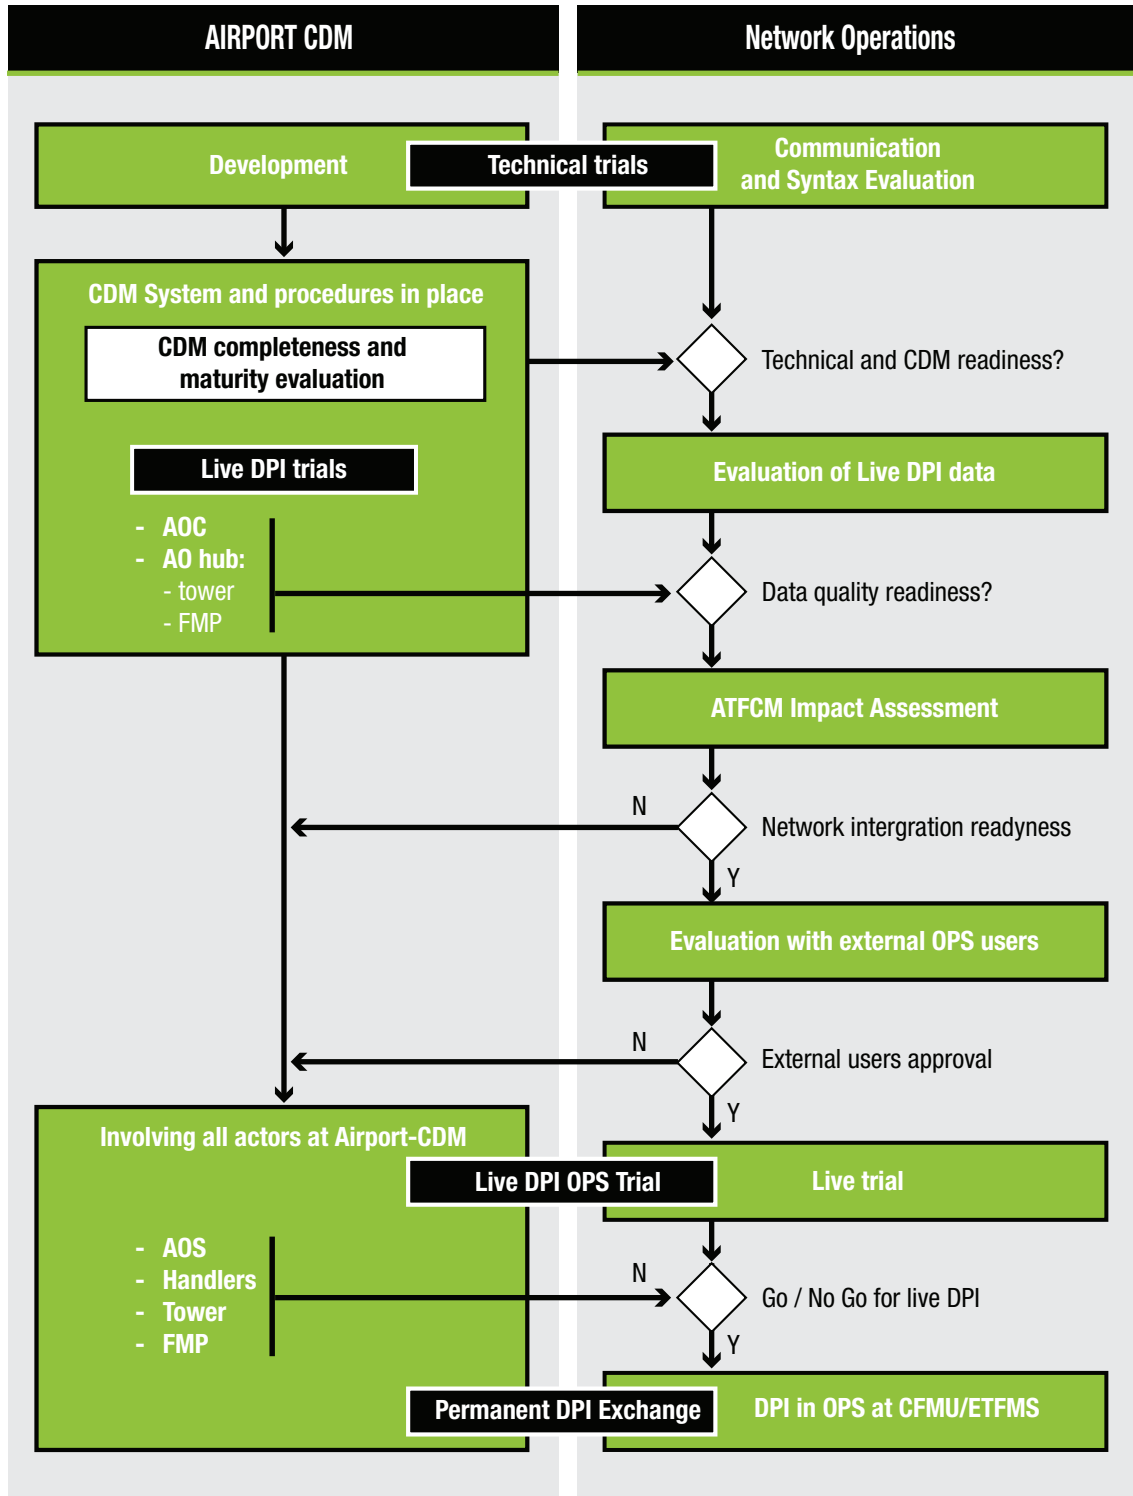 AIRPORT CDM
Network Operations
Development
Technical trials
Communication
and Syntax Evaluation
CDM System and procedures in place
CDM completeness and
maturity evaluation
Technical and CDM readiness?
Live DPI trials
Evaluation of Live DPI data
- AOC
- AO hub:
- tower
- FMP
Data quality readiness?
ATFCM Impact Assessment
N
Network intergration readyness
Y
Evaluation with external OPS users
N
External users approval
Y
Involving all actors at Airport-CDM
Live DPI OPS Trial
Live trial
- AOS
- Handlers
- Tower
- FMP
N
Go / No Go for live DPI
Y
Permanent DPI Exchange
DPI in OPS at CFMU/ETFMS